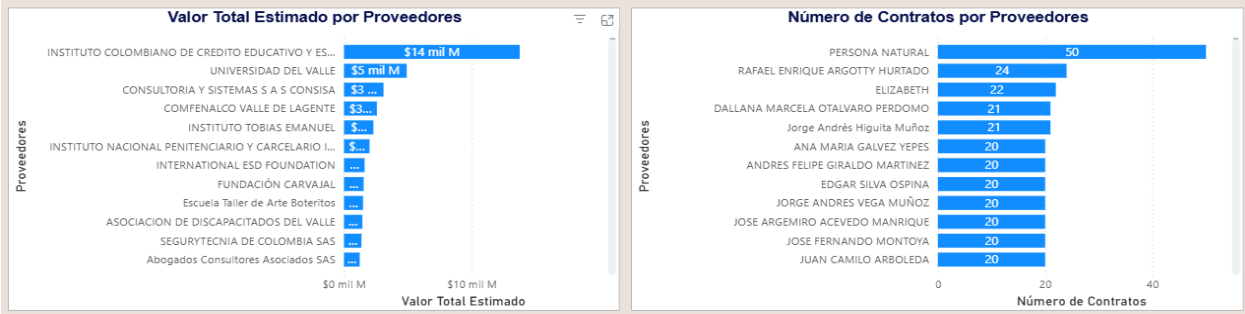 Valor Total Estimado por Proveedores
Proveedores
INSTITUTO COLOMBIANO DE CREDITO EDUCATIVO Y ES... $14 mil M
UNIVERSIDAD DEL VALLE $5 mil M
CONSULTORIA Y SISTEMAS S A S CONSISA $3 ...
COMFENALCO VALLE DE LAGENTE $3...
INSTITUTO TOBIAS EMANUEL $...
INSTITUTO NACIONAL PENITENCIARIO Y CARCELARIO I... $...
INTERNATIONAL ESD FOUNDATION ...
FUNDACIÓN CARVAJAL ...
Escuela Taller de Arte Boteritos ...
ASOCIACION DE DISCAPACITADOS DEL VALLE ...
SEGURYTECNIA DE COLOMBIA SAS ...
Abogados Consultores Asociados SAS ...
$0 mil M $10 mil M
Valor Total Estimado
Número de Contratos por Proveedores
Proveedores
PERSONA NATURAL 50
RAFAEL ENRIQUE ARGOTTY HURTADO 24
ELIZABETH 22
DALLANA MARCELA OTALVARO PERDOMO 21
Jorge Andrès Higuita Muñoz 21
ANA MARIA GALVEZ YEPES 20
ANDRES FELIPE GIRALDO MARTINEZ 20
EDGAR SILVA OSPINA 20
JORGE ANDRES VEGA MUÑOZ 20
JOSE ARGEMIRO ACEVEDO MANRIQUE 20
JOSE FERNANDO MONTOYA 20
JUAN CAMILO ARBOLEDA 20
0 20 40
Número de Contratos